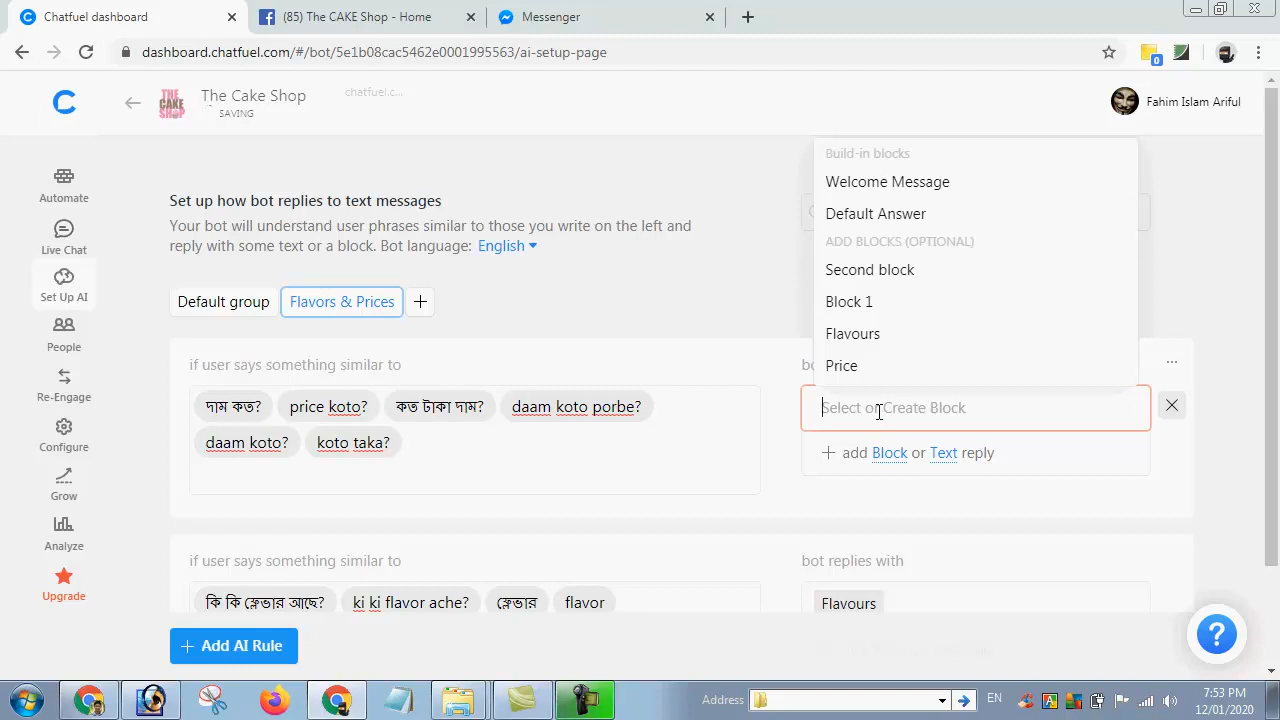 Chatfuel dashboard
(85) The CAKE Shop - Home
Messenger
dashboard.chatfuel.com/#/bot/5e1b08cac5462e0001995563/ai-setup-page
0
THE CAKE SHOP
The Cake Shop
SAVING
chatfuel.c...
Fahim Islam Ariful
Automate
Live Chat
Set Up AI
People
Re-Engage
Configure
Grow
Analyze
Upgrade
Set up how bot replies to text messages
Your bot will understand user phrases similar to those you write on the left and
reply with some text or a block. Bot language: English
Default group
Flavors & Prices
Build-in blocks
Welcome Message
Default Answer
ADD BLOCKS (OPTIONAL)
Second block
Block 1
Flavours
Price
if user says something similar to
bo
দাম কত?
price koto?
কত টাকা দাম?
daam koto porbe?
daam koto?
koto taka?
Select or Create Block
+ add Block or Text reply
if user says something similar to
bot replies with
কি কি ফ্লেভার আছে?
ki ki flavor ache?
ফ্লেভার
flavor
Flavours
+ Add AI Rule
?
Address
EN
7:53 PM
12/01/2020